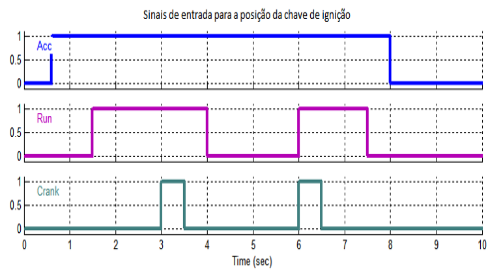 Sinais de entrada para a posição da chave de ignição
1
Acc
0.5
0
1
Run
0.5
0
1
Crank
0.5
0
0 1 2 3 4 5 6 7 8 9 10
Time (sec)